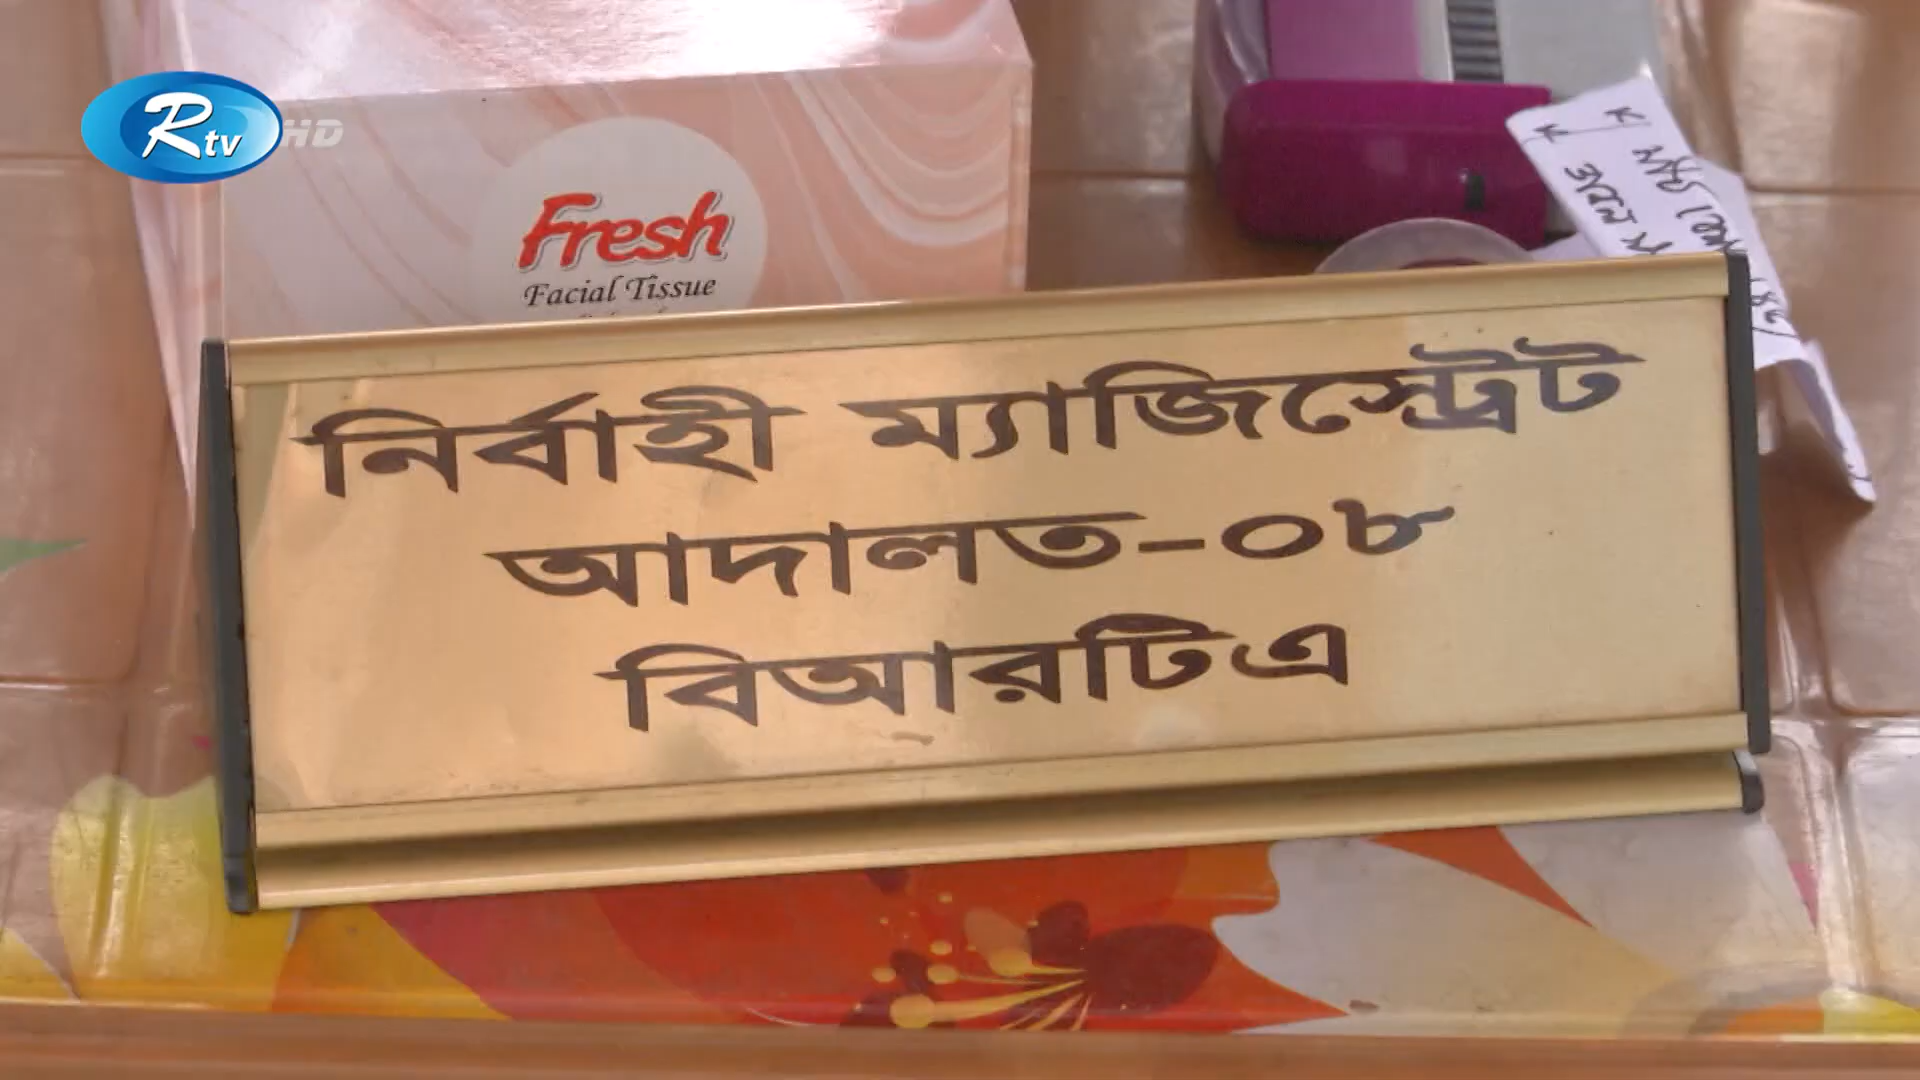 Rtv HD
Fresh
Facial Tissue
নির্বাহী ম্যাজিস্ট্রেট
আদালত-০৮
বিআরটিএ